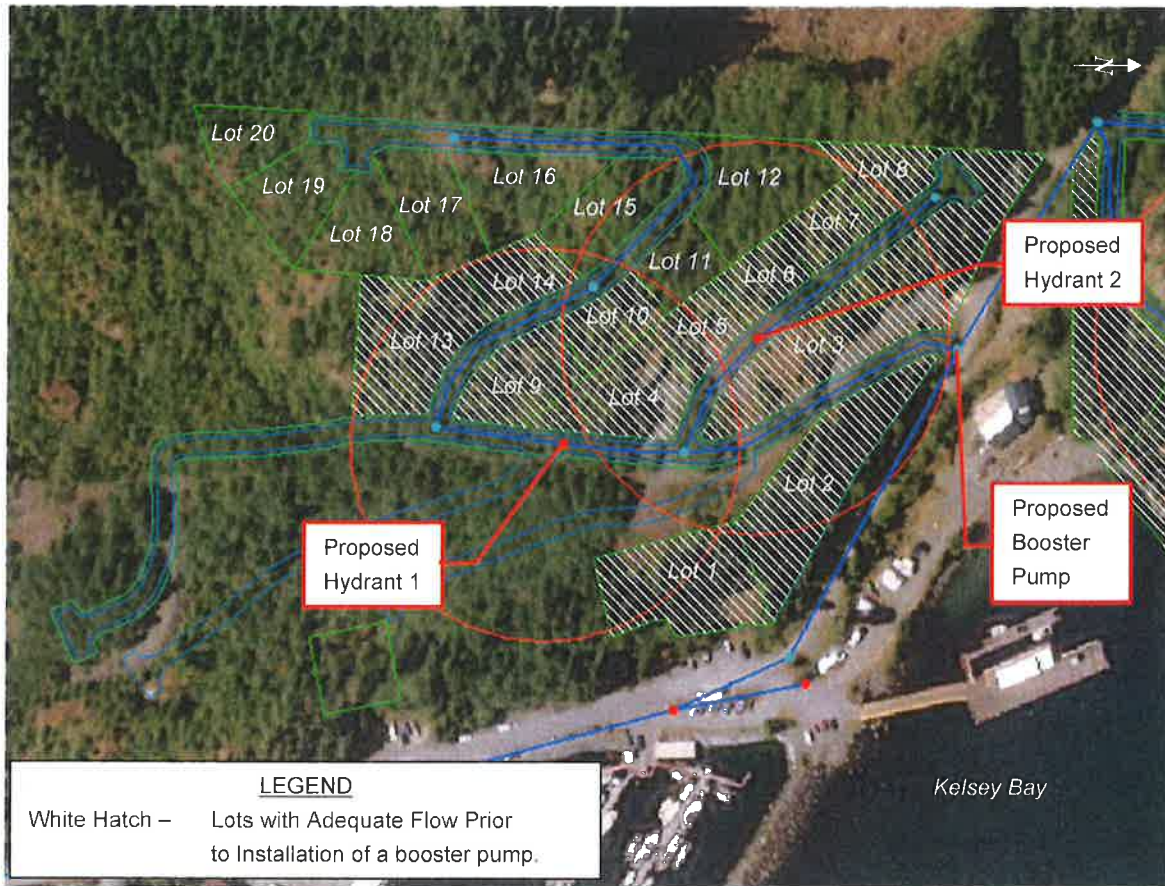 N
Lot 20
Lot 19
Lot 18
Lot 17
Lot 16
Lot 15
Lot 12
Lot 8
Lot 7
Lot 6
Lot 11
Lot 14
Lot 13
Lot 10
Lot 5
Lot 3
Lot 9
Lot 4
Lot 2
Lot 1
Proposed
Hydrant 2
Proposed
Hydrant 1
Proposed
Booster
Pump
Kelsey Bay
LEGEND
White Hatch – Lots with Adequate Flow Prior
to Installation of a booster pump.